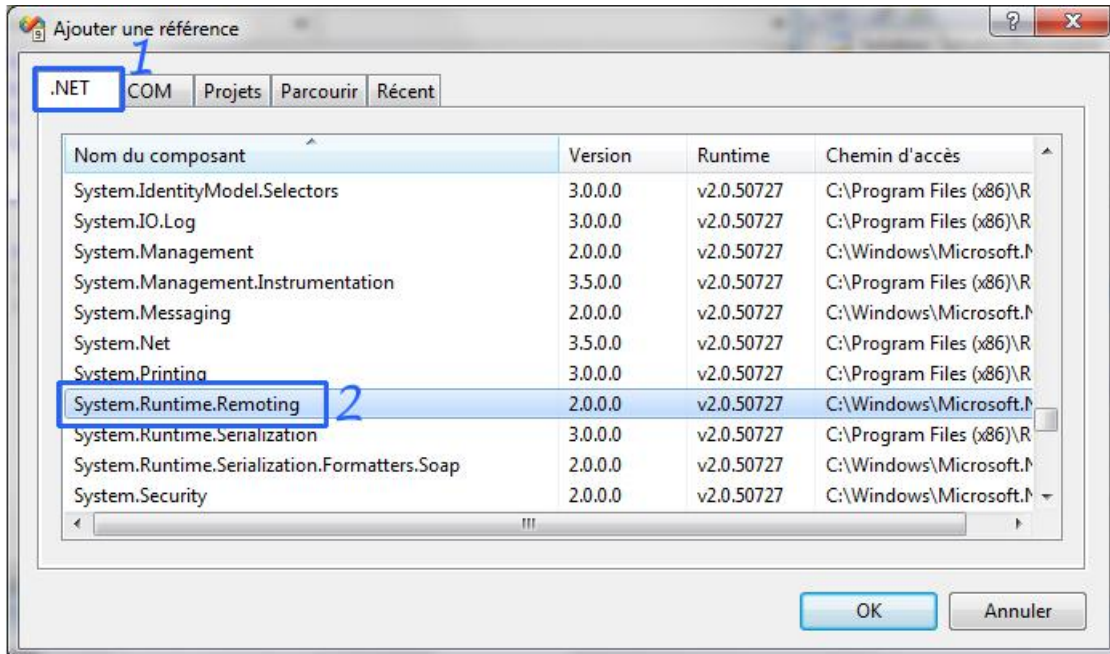 Ajouter une référence
1
.NET COM Projets Parcourir Récent
Nom du composant Version Runtime Chemin d'accès
System.IdentityModel.Selectors 3.0.0.0 v2.0.50727 C:\Program Files (x86)\R
System.IO.Log 3.0.0.0 v2.0.50727 C:\Program Files (x86)\R
System.Management 2.0.0.0 v2.0.50727 C:\Windows\Microsoft.N
System.Management.Instrumentation 3.5.0.0 v2.0.50727 C:\Program Files (x86)\R
System.Messaging 2.0.0.0 v2.0.50727 C:\Windows\Microsoft.N
System.Net 3.5.0.0 v2.0.50727 C:\Program Files (x86)\R
System.Printing 3.0.0.0 v2.0.50727 C:\Program Files (x86)\R
System.Runtime.Remoting 2 2.0.0.0 v2.0.50727 C:\Windows\Microsoft.N
System.Runtime.Serialization 3.0.0.0 v2.0.50727 C:\Program Files (x86)\R
System.Runtime.Serialization.Formatters.Soap 2.0.0.0 v2.0.50727 C:\Windows\Microsoft.N
System.Security 2.0.0.0 v2.0.50727 C:\Windows\Microsoft.N
OK Annuler